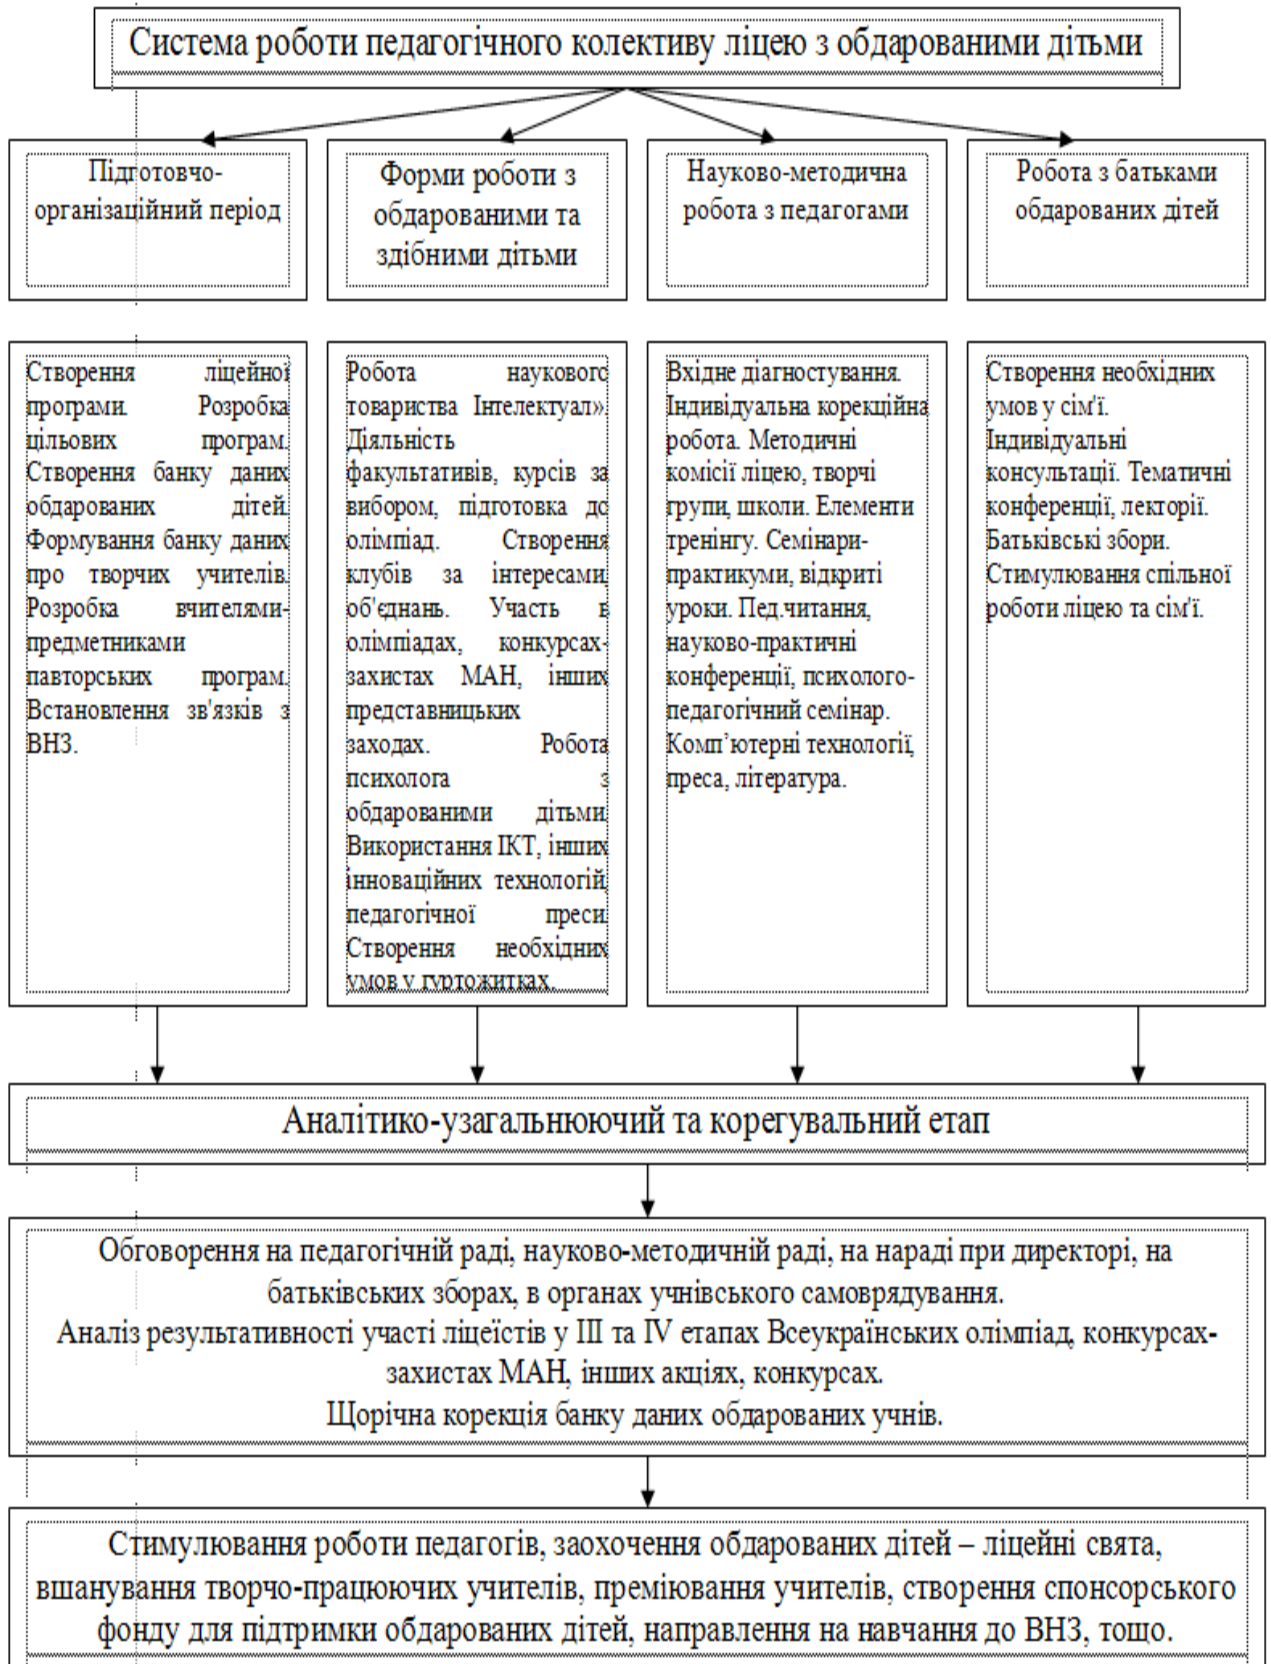 Система роботи педагогічного колективу ліцею з обдарованими дітьми
Підготовчо-
організаційний період
Форми роботи з
обдарованими та
здібними дітьми
Науково-методична
робота з педагогами
Робота з батьками
обдарованих дітей
Створення ліцейної
програми. Розробка
цільових програм.
Створення банку даних
обдарованих дітей.
Формування банку даних
про творчих учителів.
Розробка вчителями-
предметниками
павторських програм.
Встановлення зв'язків з
ВНЗ.
Робота наукового
товариства Інтелектуал».
Діяльність
факультативів, курсів за
вибором, підготовка до
олімпіад. Створення
клубів за інтересами,
об'єднань. Участь в
олімпіадах, конкурсах-
захистах МАН, інших
представницьких
заходах. Робота
психолога з
обдарованими дітьми.
Використання ІКТ, інших
інноваційних технологій,
педагогічної преси.
Створення необхідних
умов у гуртожитках.
Вхідне діагностування.
Індивідуальна корекційна
робота. Методичні
комісії ліцею, творчі
групи, школи. Елементи
тренінгу. Семінари-
практикуми, відкриті
уроки. Пед.читання,
науково-практичні
конференції, психолого-
педагогічний семінар.
Комп’ютерні технології,
преса, література.
Створення необхідних
умов у сім'ї.
Індивідуальні
консультації. Тематичні
конференції, лекторії.
Батьківські збори.
Стимулювання спільної
роботи ліцею та сім'ї.
Аналітико-узагальнюючий та корегувальний етап
Обговорення на педагогічній раді, науково-методичній раді, на нараді при директорі, на
батьківських зборах, в органах учнівського самоврядування.
Аналіз результативності участі ліцеїстів у ІІІ та ІV етапах Всеукраїнських олімпіад, конкурсах-
захистах МАН, інших акціях, конкурсах.
Щорічна корекція банку даних обдарованих учнів.
Стимулювання роботи педагогів, заохочення обдарованих дітей – ліцейні свята,
вшанування творчо-працюючих учителів, преміювання учителів, створення спонсорського
фонду для підтримки обдарованих дітей, направлення на навчання до ВНЗ, тощо.